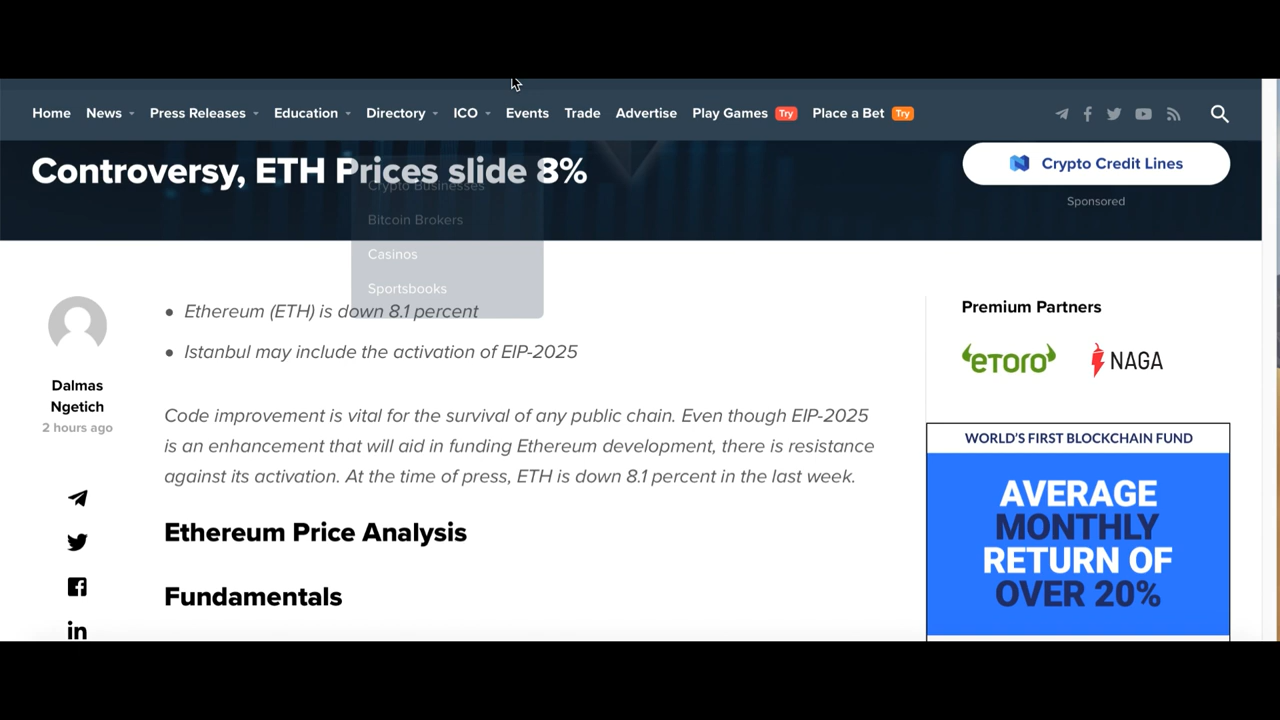 Home News Press Releases Education Directory ICO Events Trade Advertise Play Games Try Place a Bet Try
Controversy, ETH Prices slide 8%
Crypto Credit Lines
Sponsored
Crypto Businesses
Bitcoin Brokers
Casinos
Sportsbooks
Dalmas
Ngetich
2 hours ago
in
• Ethereum (ETH) is down 8.1 percent
• Istanbul may include the activation of EIP-2025
Code improvement is vital for the survival of any public chain. Even though EIP-2025
is an enhancement that will aid in funding Ethereum development, there is resistance
against its activation. At the time of press, ETH is down 8.1 percent in the last week.
Ethereum Price Analysis
Fundamentals
Premium Partners
eToro NAGA
WORLD'S FIRST BLOCKCHAIN FUND
AVERAGE
MONTHLY
RETURN OF
OVER 20%